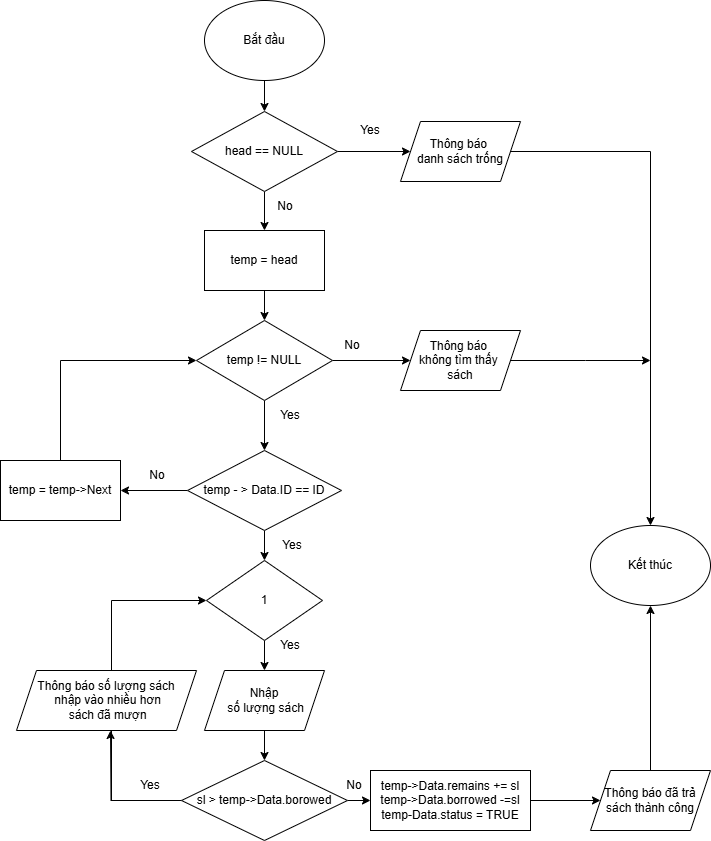 Bắt đầu
head == NULL
Yes
Thông báo
danh sách trống
No
temp = head
temp != NULL
No
Thông báo
không tìm thấy
sách
Yes
temp - > Data.ID == ID
No
temp = temp->Next
Yes
Kết thúc
1
Yes
Thông báo số lượng sách
nhập vào nhiều hơn
sách đã mượn
Nhập
số lượng sách
sl > temp->Data.borowed
Yes
No
temp->Data.remains += sl
temp->Data.borrowed -=sl
temp-Data.status = TRUE
Thông báo đã trả
sách thành công